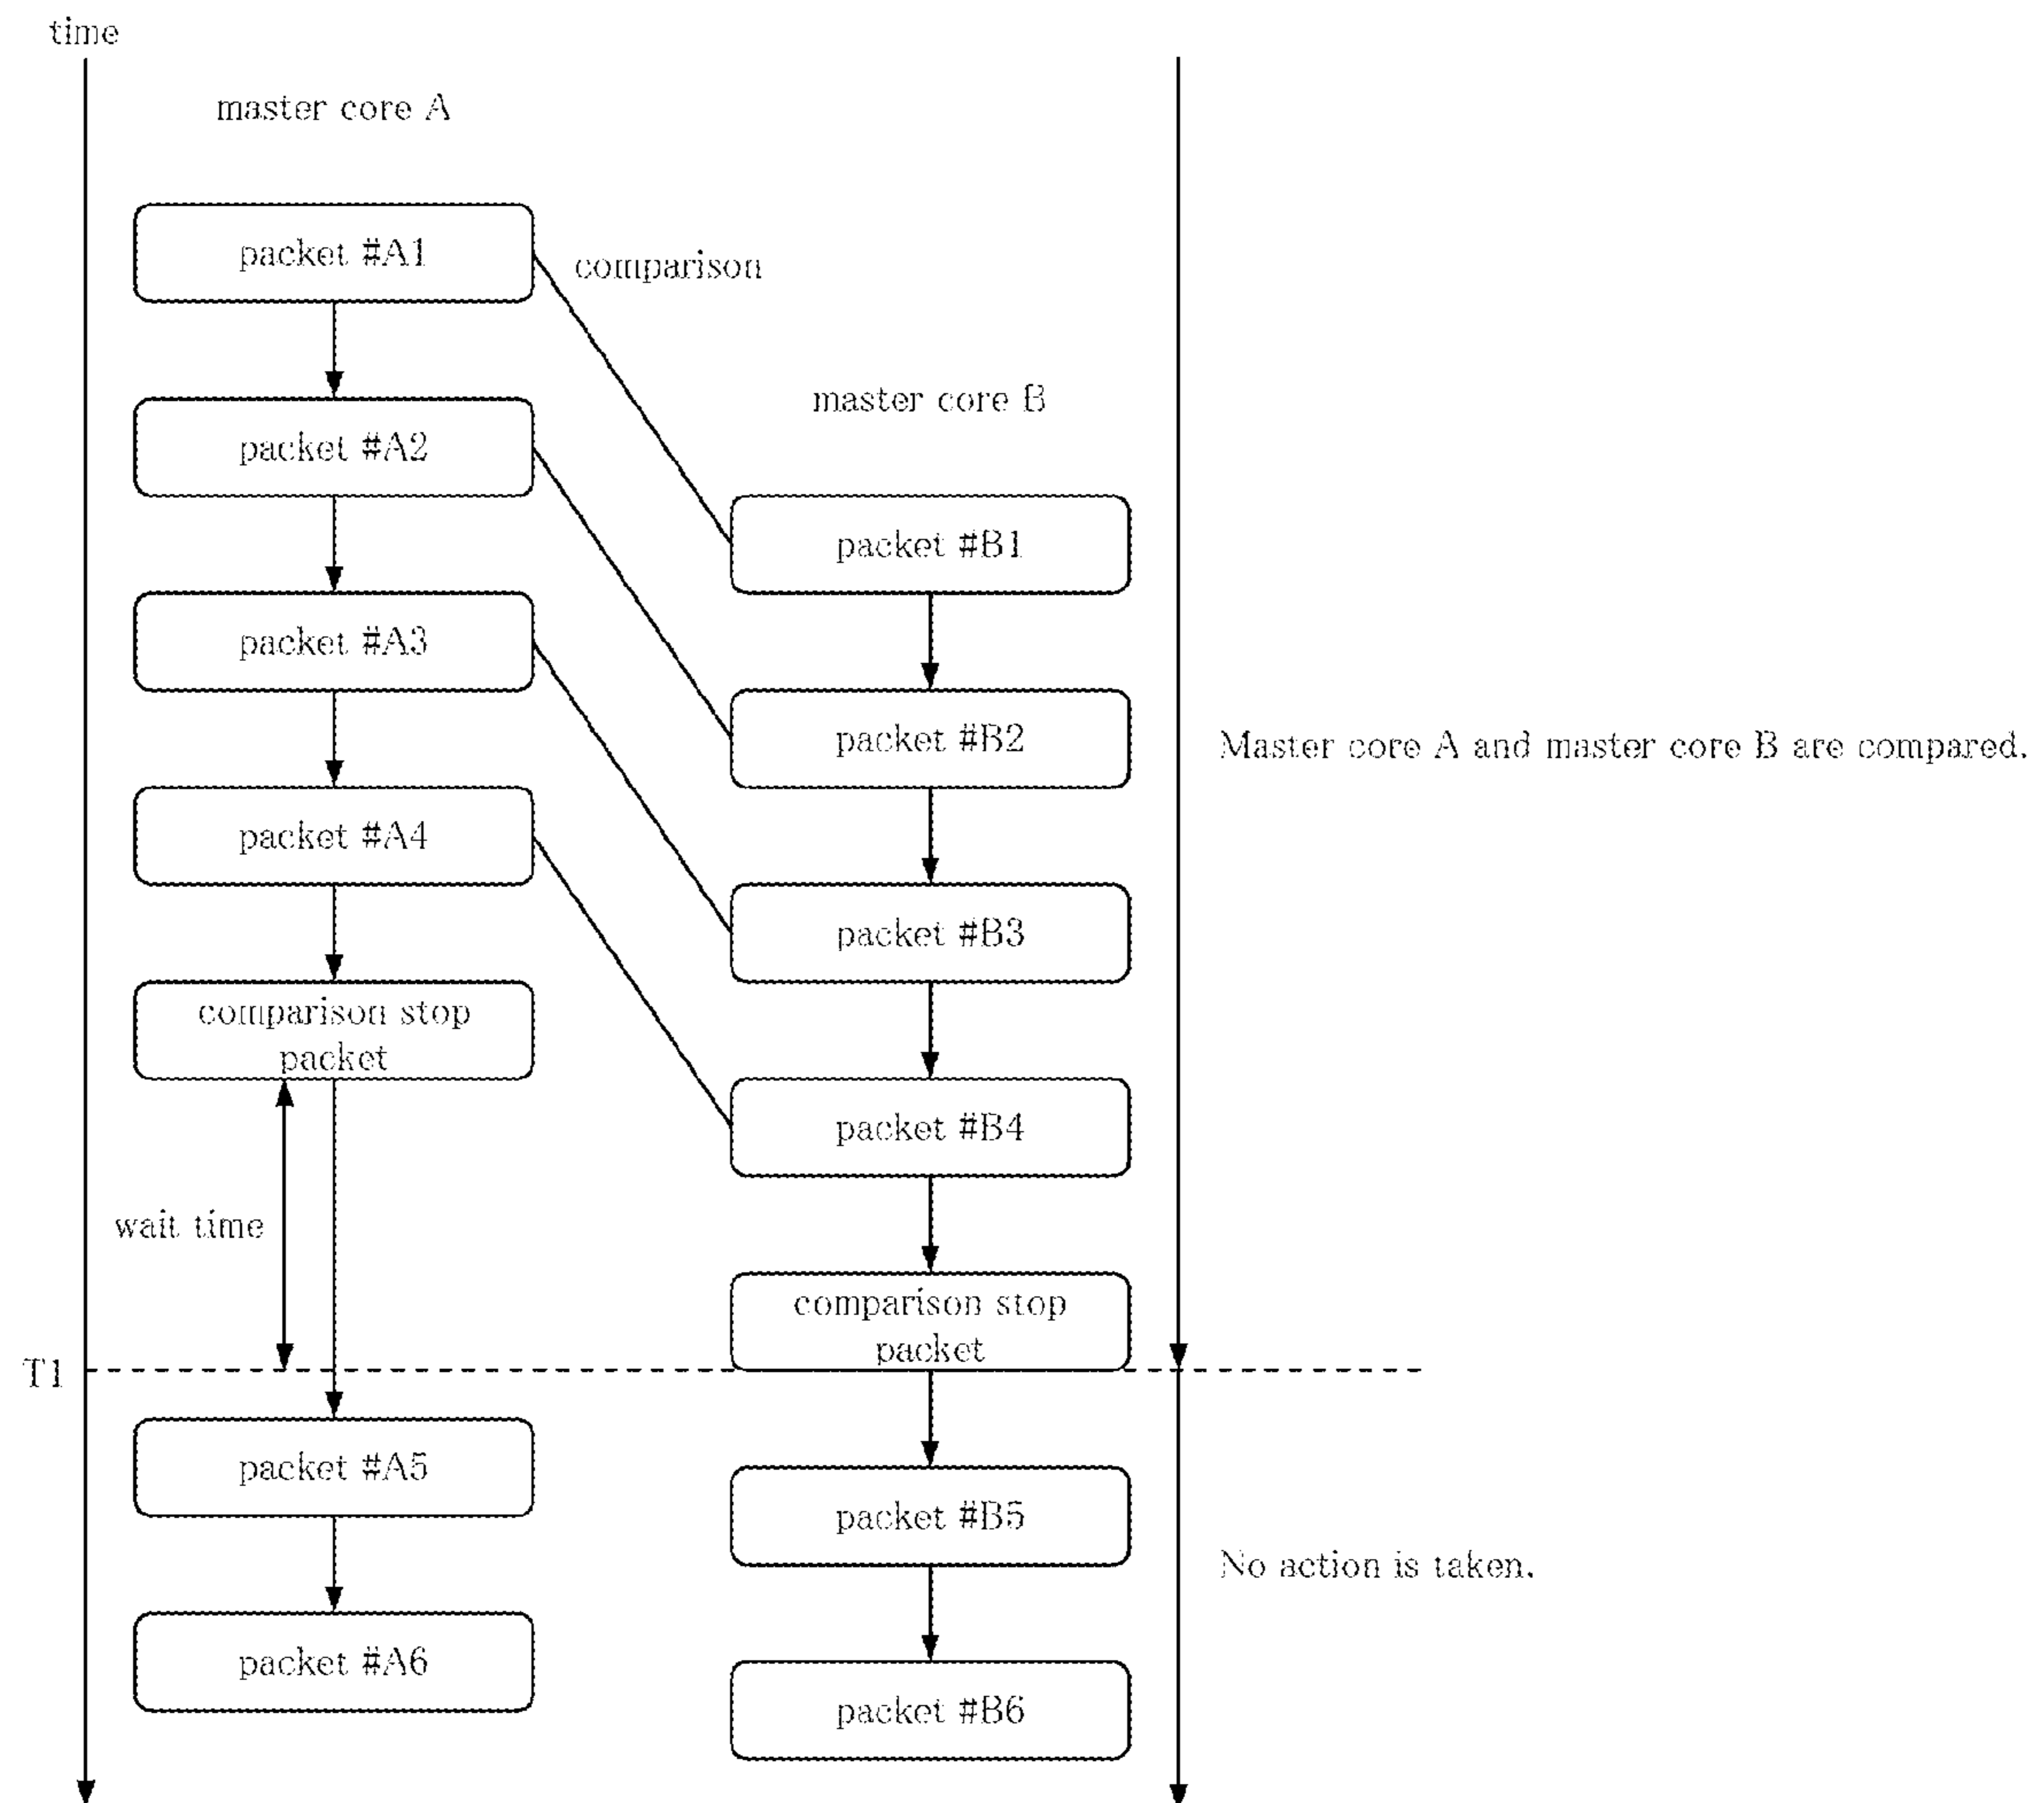 time
master core A
packet #A1
comparison
packet #A2
master core B
packet #B1
packet #A3
packet #B2
Master core A and master core B are compared.
packet #A4
packet #B3
comparison stop
packet
packet #B4
wait time
comparison stop
packet
T1
packet #A5
packet #B5
No action is taken.
packet #A6
packet #B6